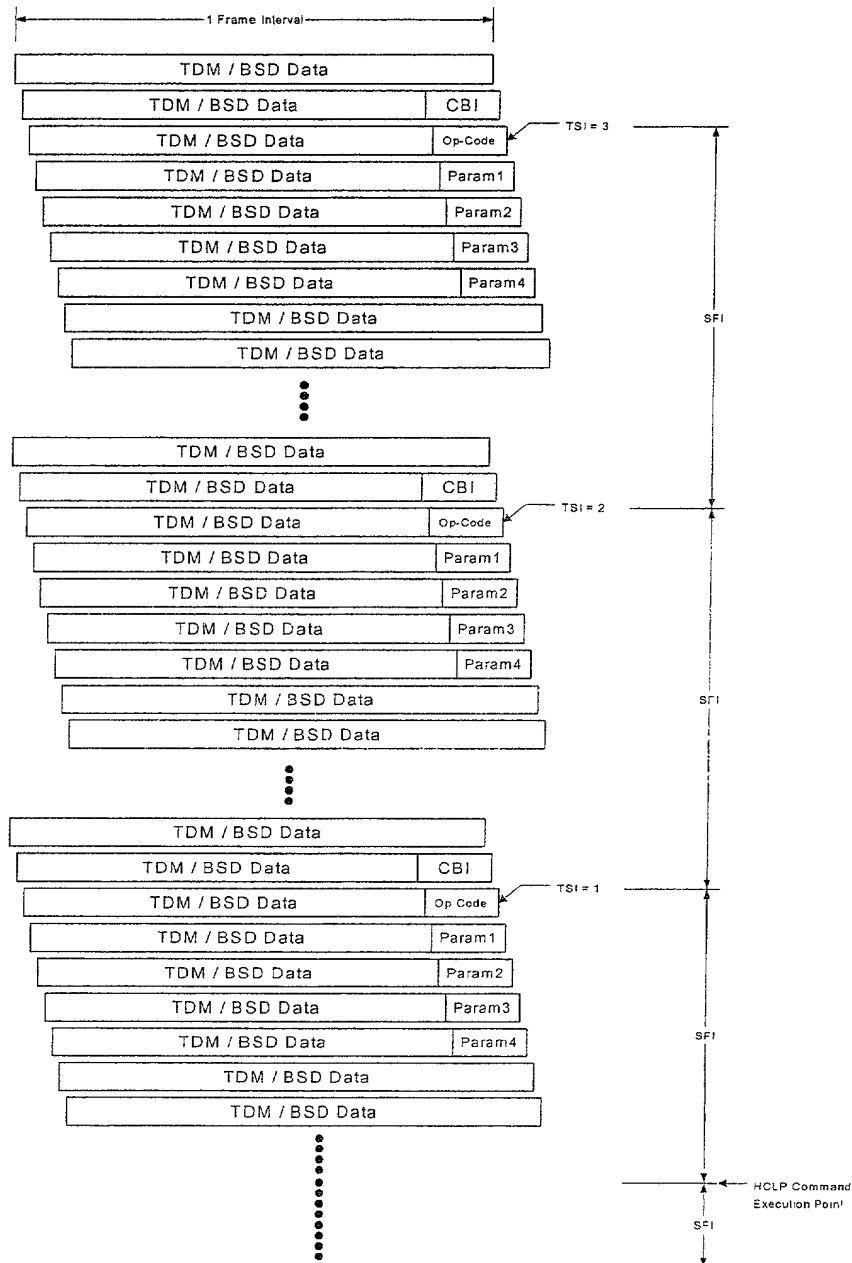 1 Frame Interval
TDM / BSD Data
TDM / BSD Data CBI
TDM / BSD Data Op-Code TSI = 3
TDM / BSD Data Param1
TDM / BSD Data Param2
TDM / BSD Data Param3
TDM / BSD Data Param4
TDM / BSD Data
SFI
TDM / BSD Data
TDM / BSD Data
TDM / BSD Data CBI
TDM / BSD Data Op-Code TSI = 2
TDM / BSD Data Param1
TDM / BSD Data Param2
TDM / BSD Data Param3
TDM / BSD Data Param4
TDM / BSD Data
SFI
TDM / BSD Data
TDM / BSD Data
TDM / BSD Data CBI
TDM / BSD Data Op Code TSI = 1
TDM / BSD Data Param1
TDM / BSD Data Param2
TDM / BSD Data Param3
TDM / BSD Data Param4
SFI
TDM / BSD Data
TDM / BSD Data
HCLP Command
Execution Point
SFI